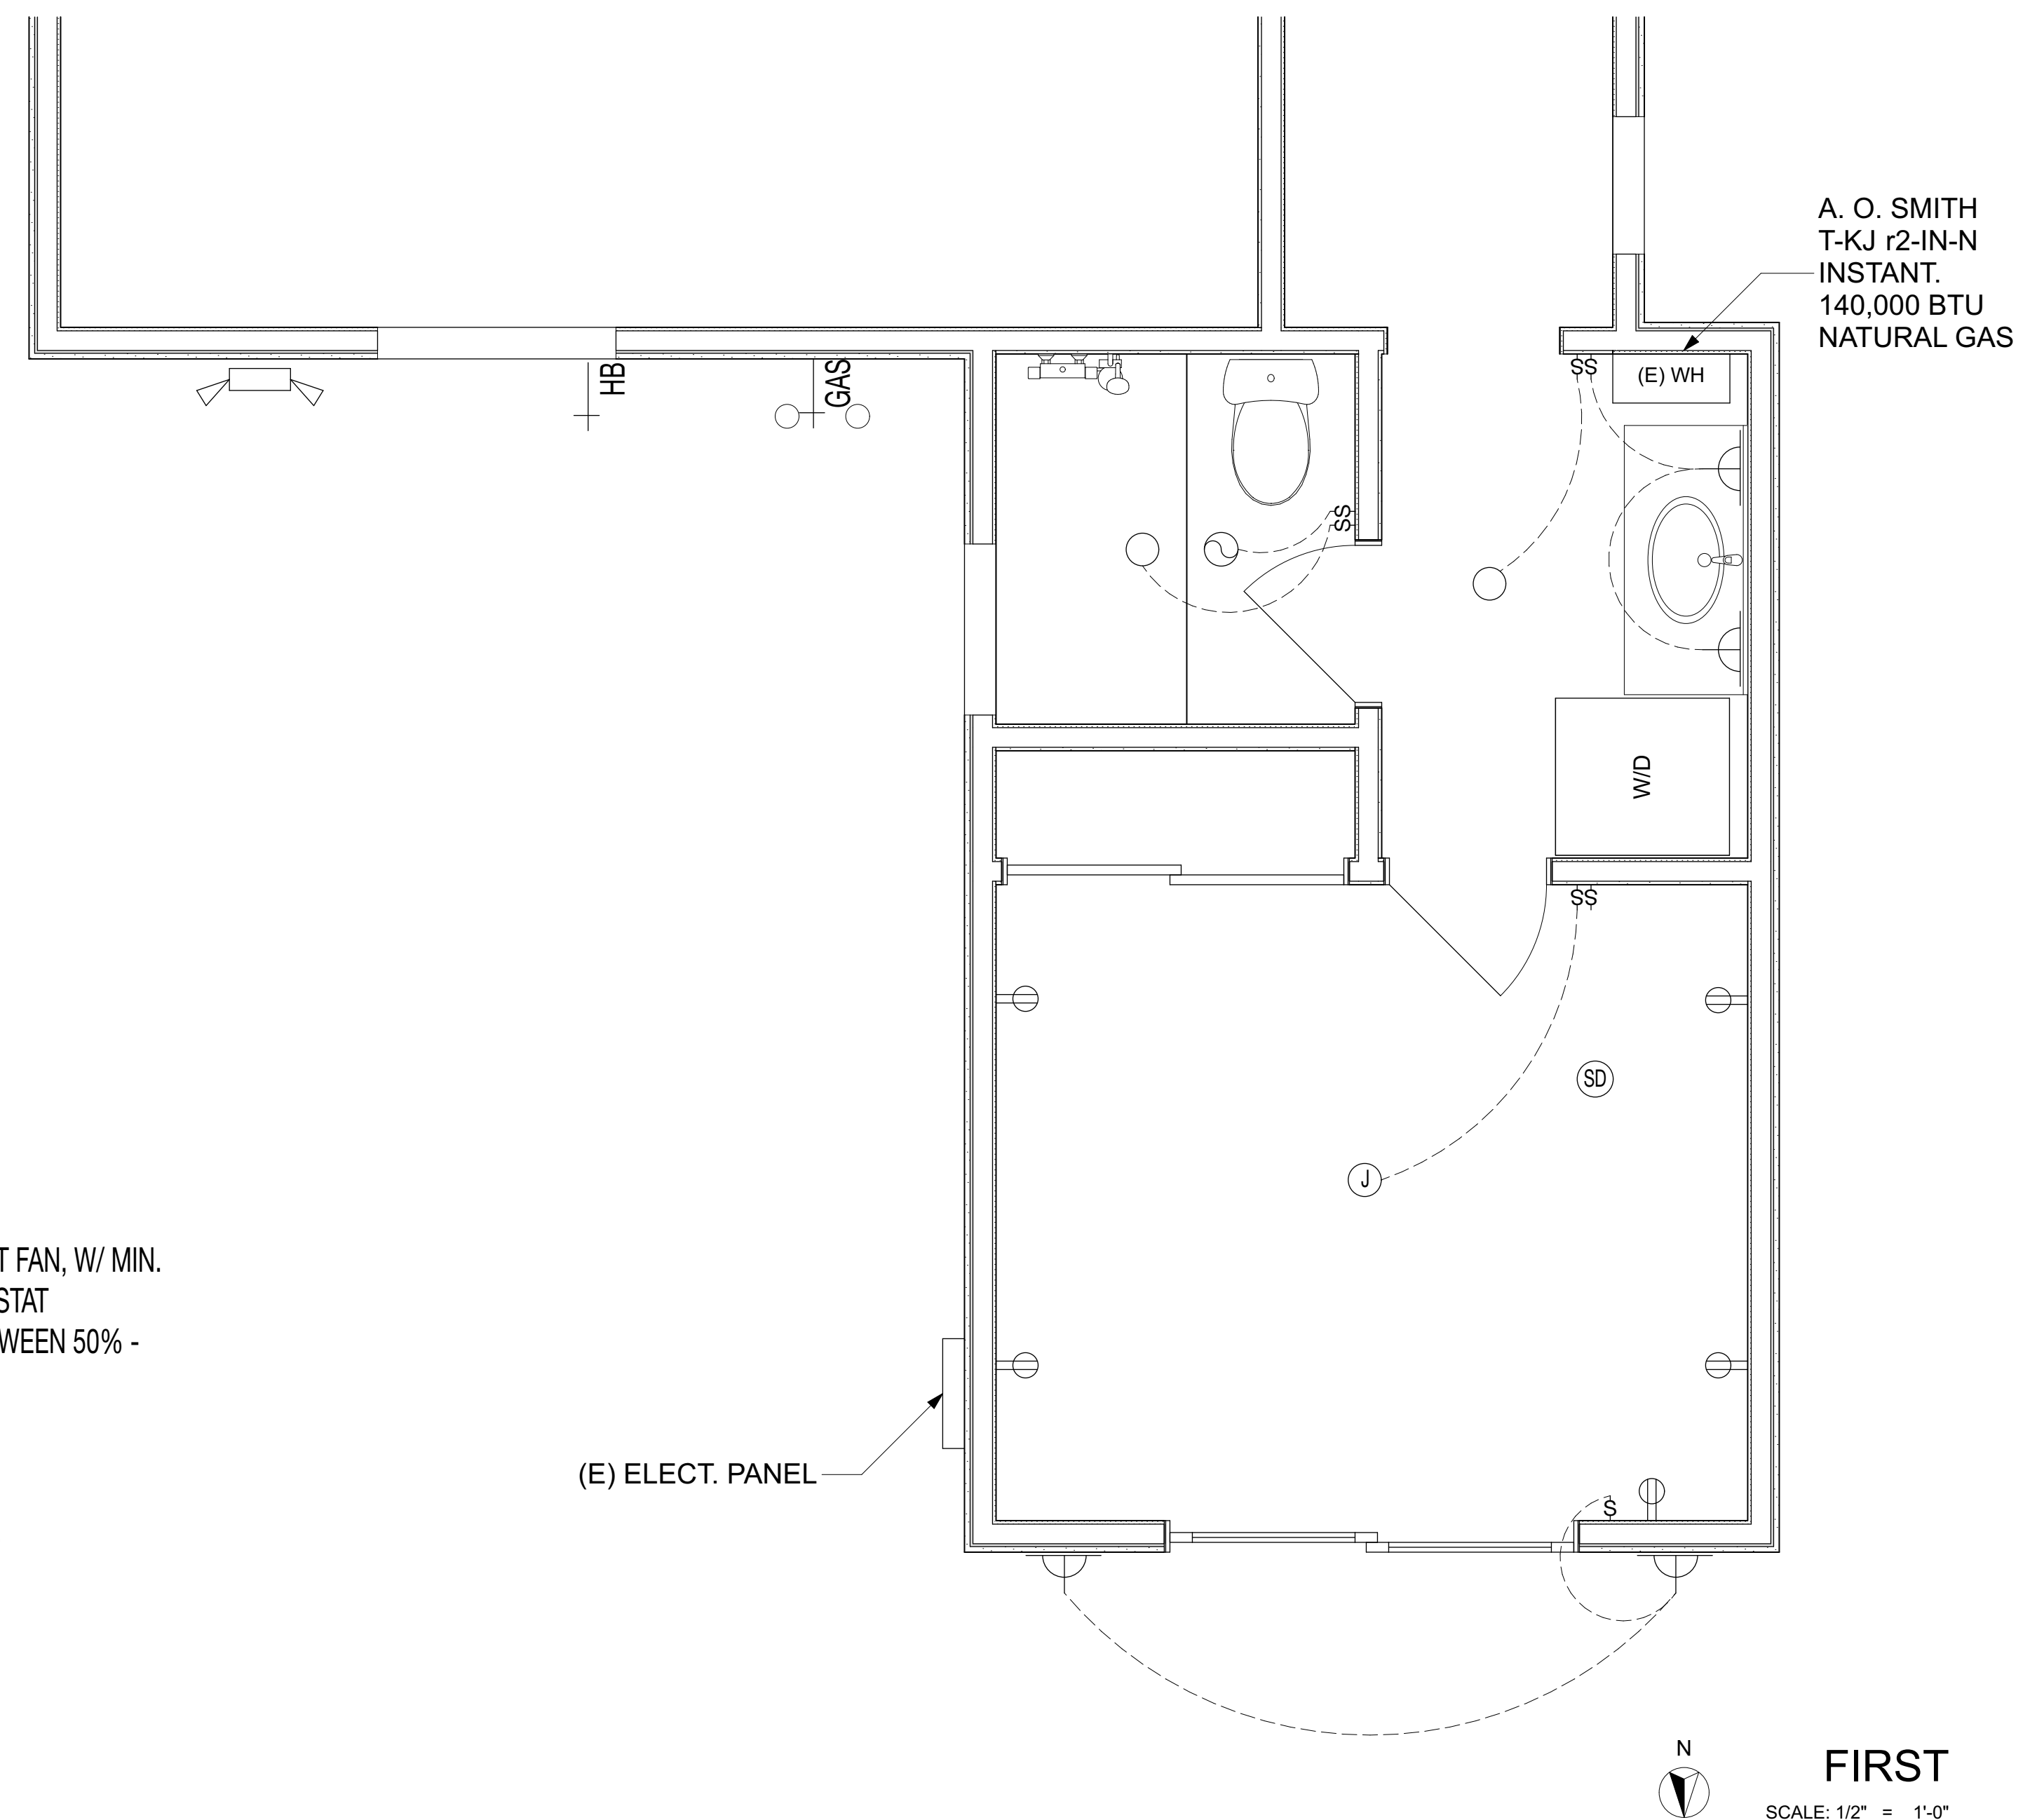 A. O. SMITH
T-KJ r2-IN-N
INSTANT.
140,000 BTU
NATURAL GAS
HB
GAS
SS
(E) WH
SS
W/D
SS
SD
J
T FAN, W/ MIN.
STAT
WEEN 50% -
(E) ELECT. PANEL
S
N
FIRST
SCALE: 1/2" = 1'-0"